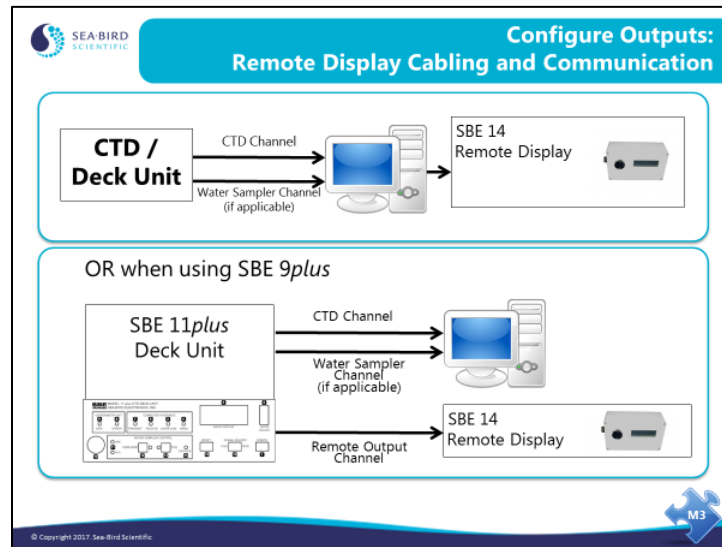 SEA·BIRD
SCIENTIFIC
Configure Outputs:
Remote Display Cabling and Communication
CTD /
Deck Unit
CTD Channel
Water Sampler Channel
(if applicable)
SBE 14
Remote Display
OR when using SBE 9plus
SBE 11plus
Deck Unit
CTD Channel
Water Sampler
Channel
(if applicable)
SBE 14
Remote Display
Remote Output
Channel
M3
© Copyright 2017. Sea-Bird Scientific